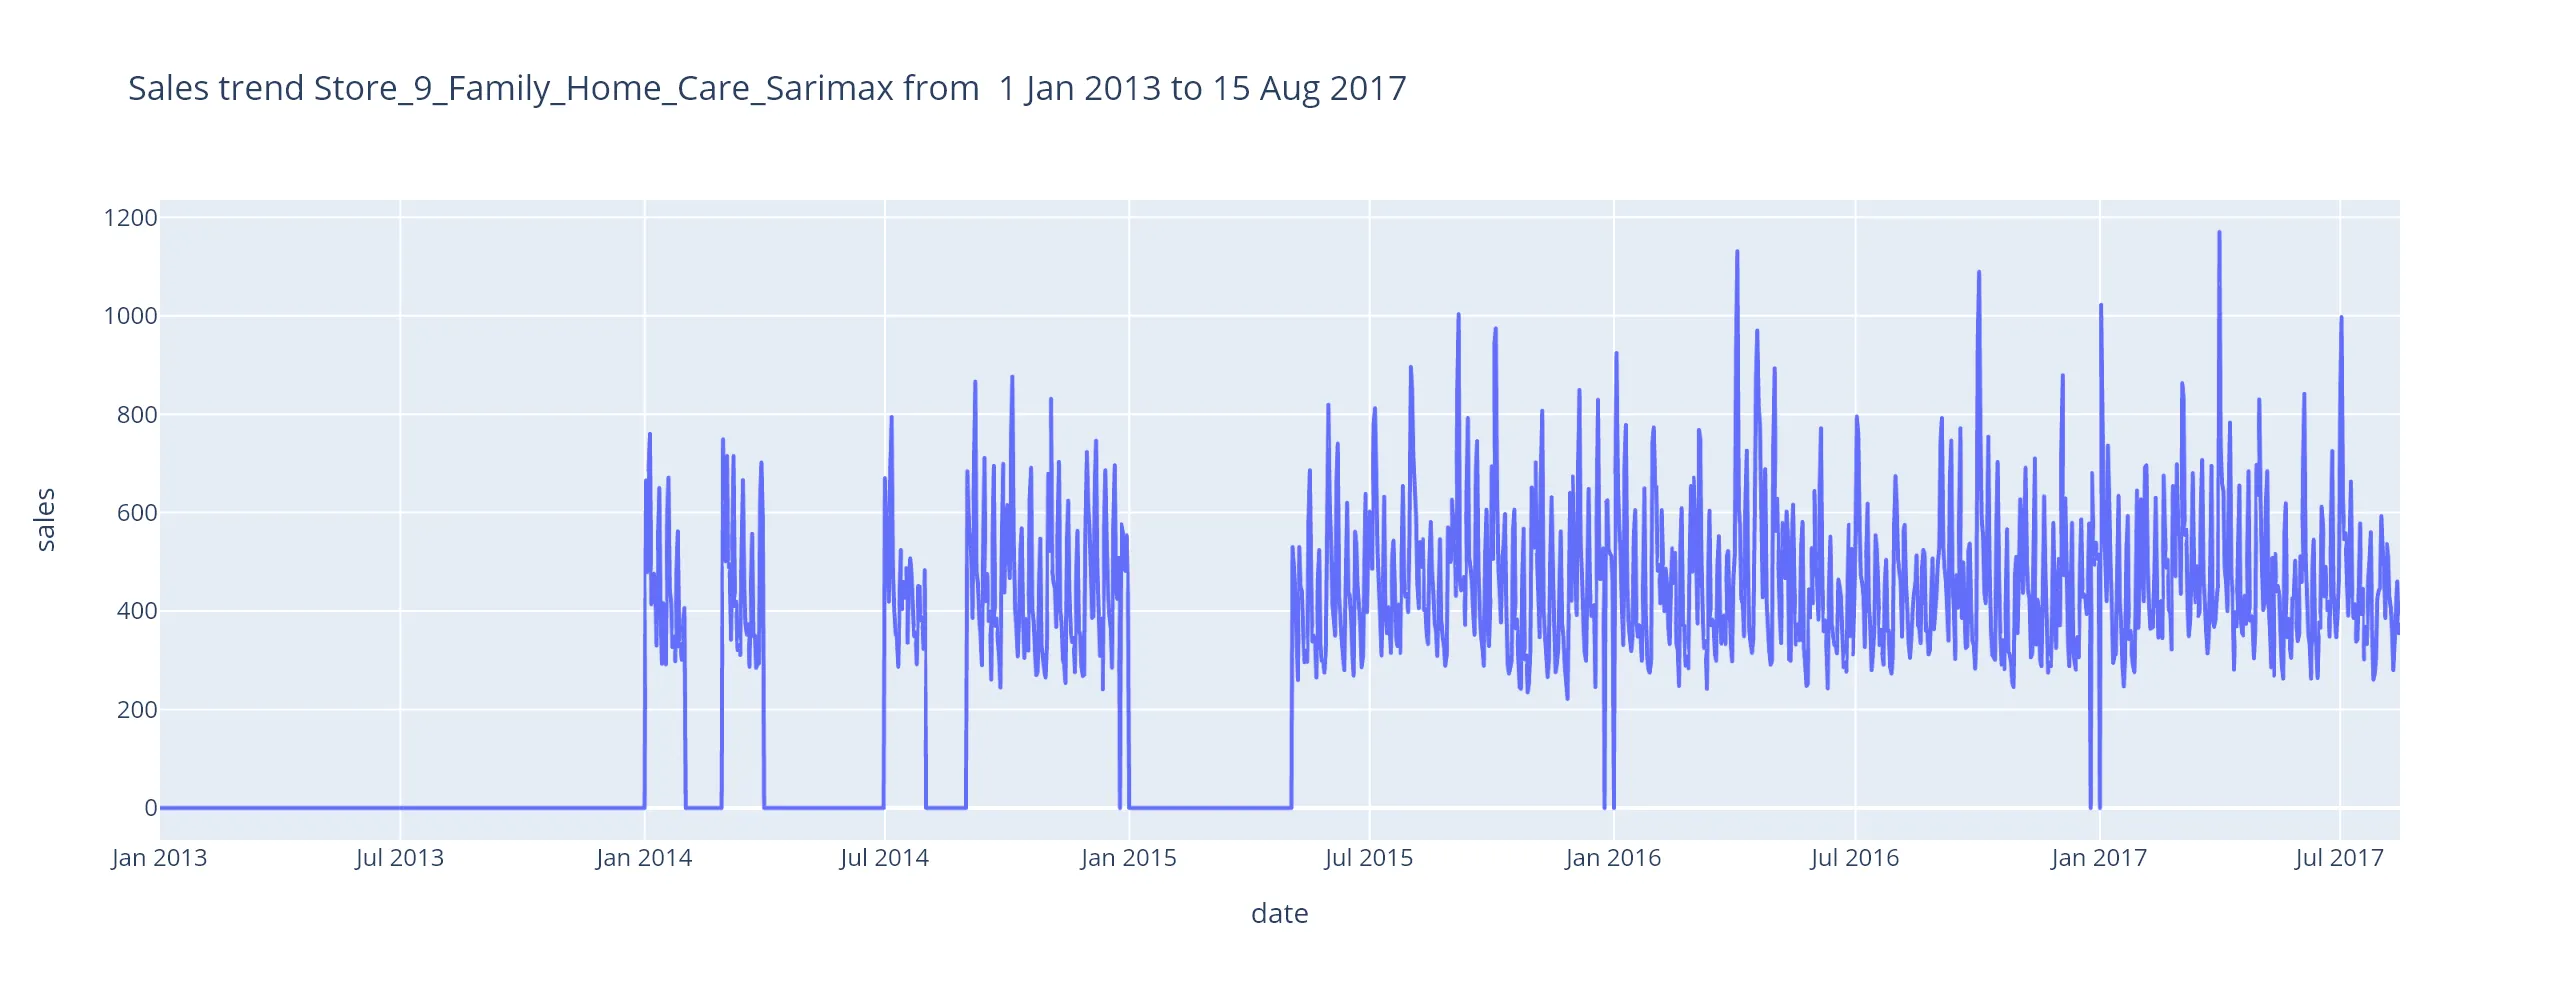 Sales trend Store_9_Family_Home_Care_Sarimax from  1 Jan 2013 to 15 Aug 2017
1200
1000
800
600
400
200
0
sales
Jan 2013 Jul 2013 Jan 2014 Jul 2014 Jan 2015 Jul 2015 Jan 2016 Jul 2016 Jan 2017 Jul 2017
date